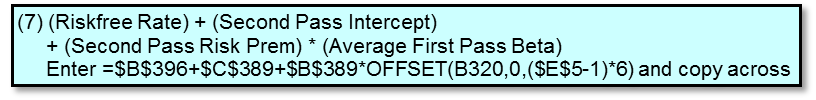 (7) (Riskfree Rate) + (Second Pass Intercept)
+ (Second Pass Risk Prem) * (Average First Pass Beta)
Enter =$B$396+$C$389+$B$389*OFFSET(B320,0,($E$5-1)*6) and copy across